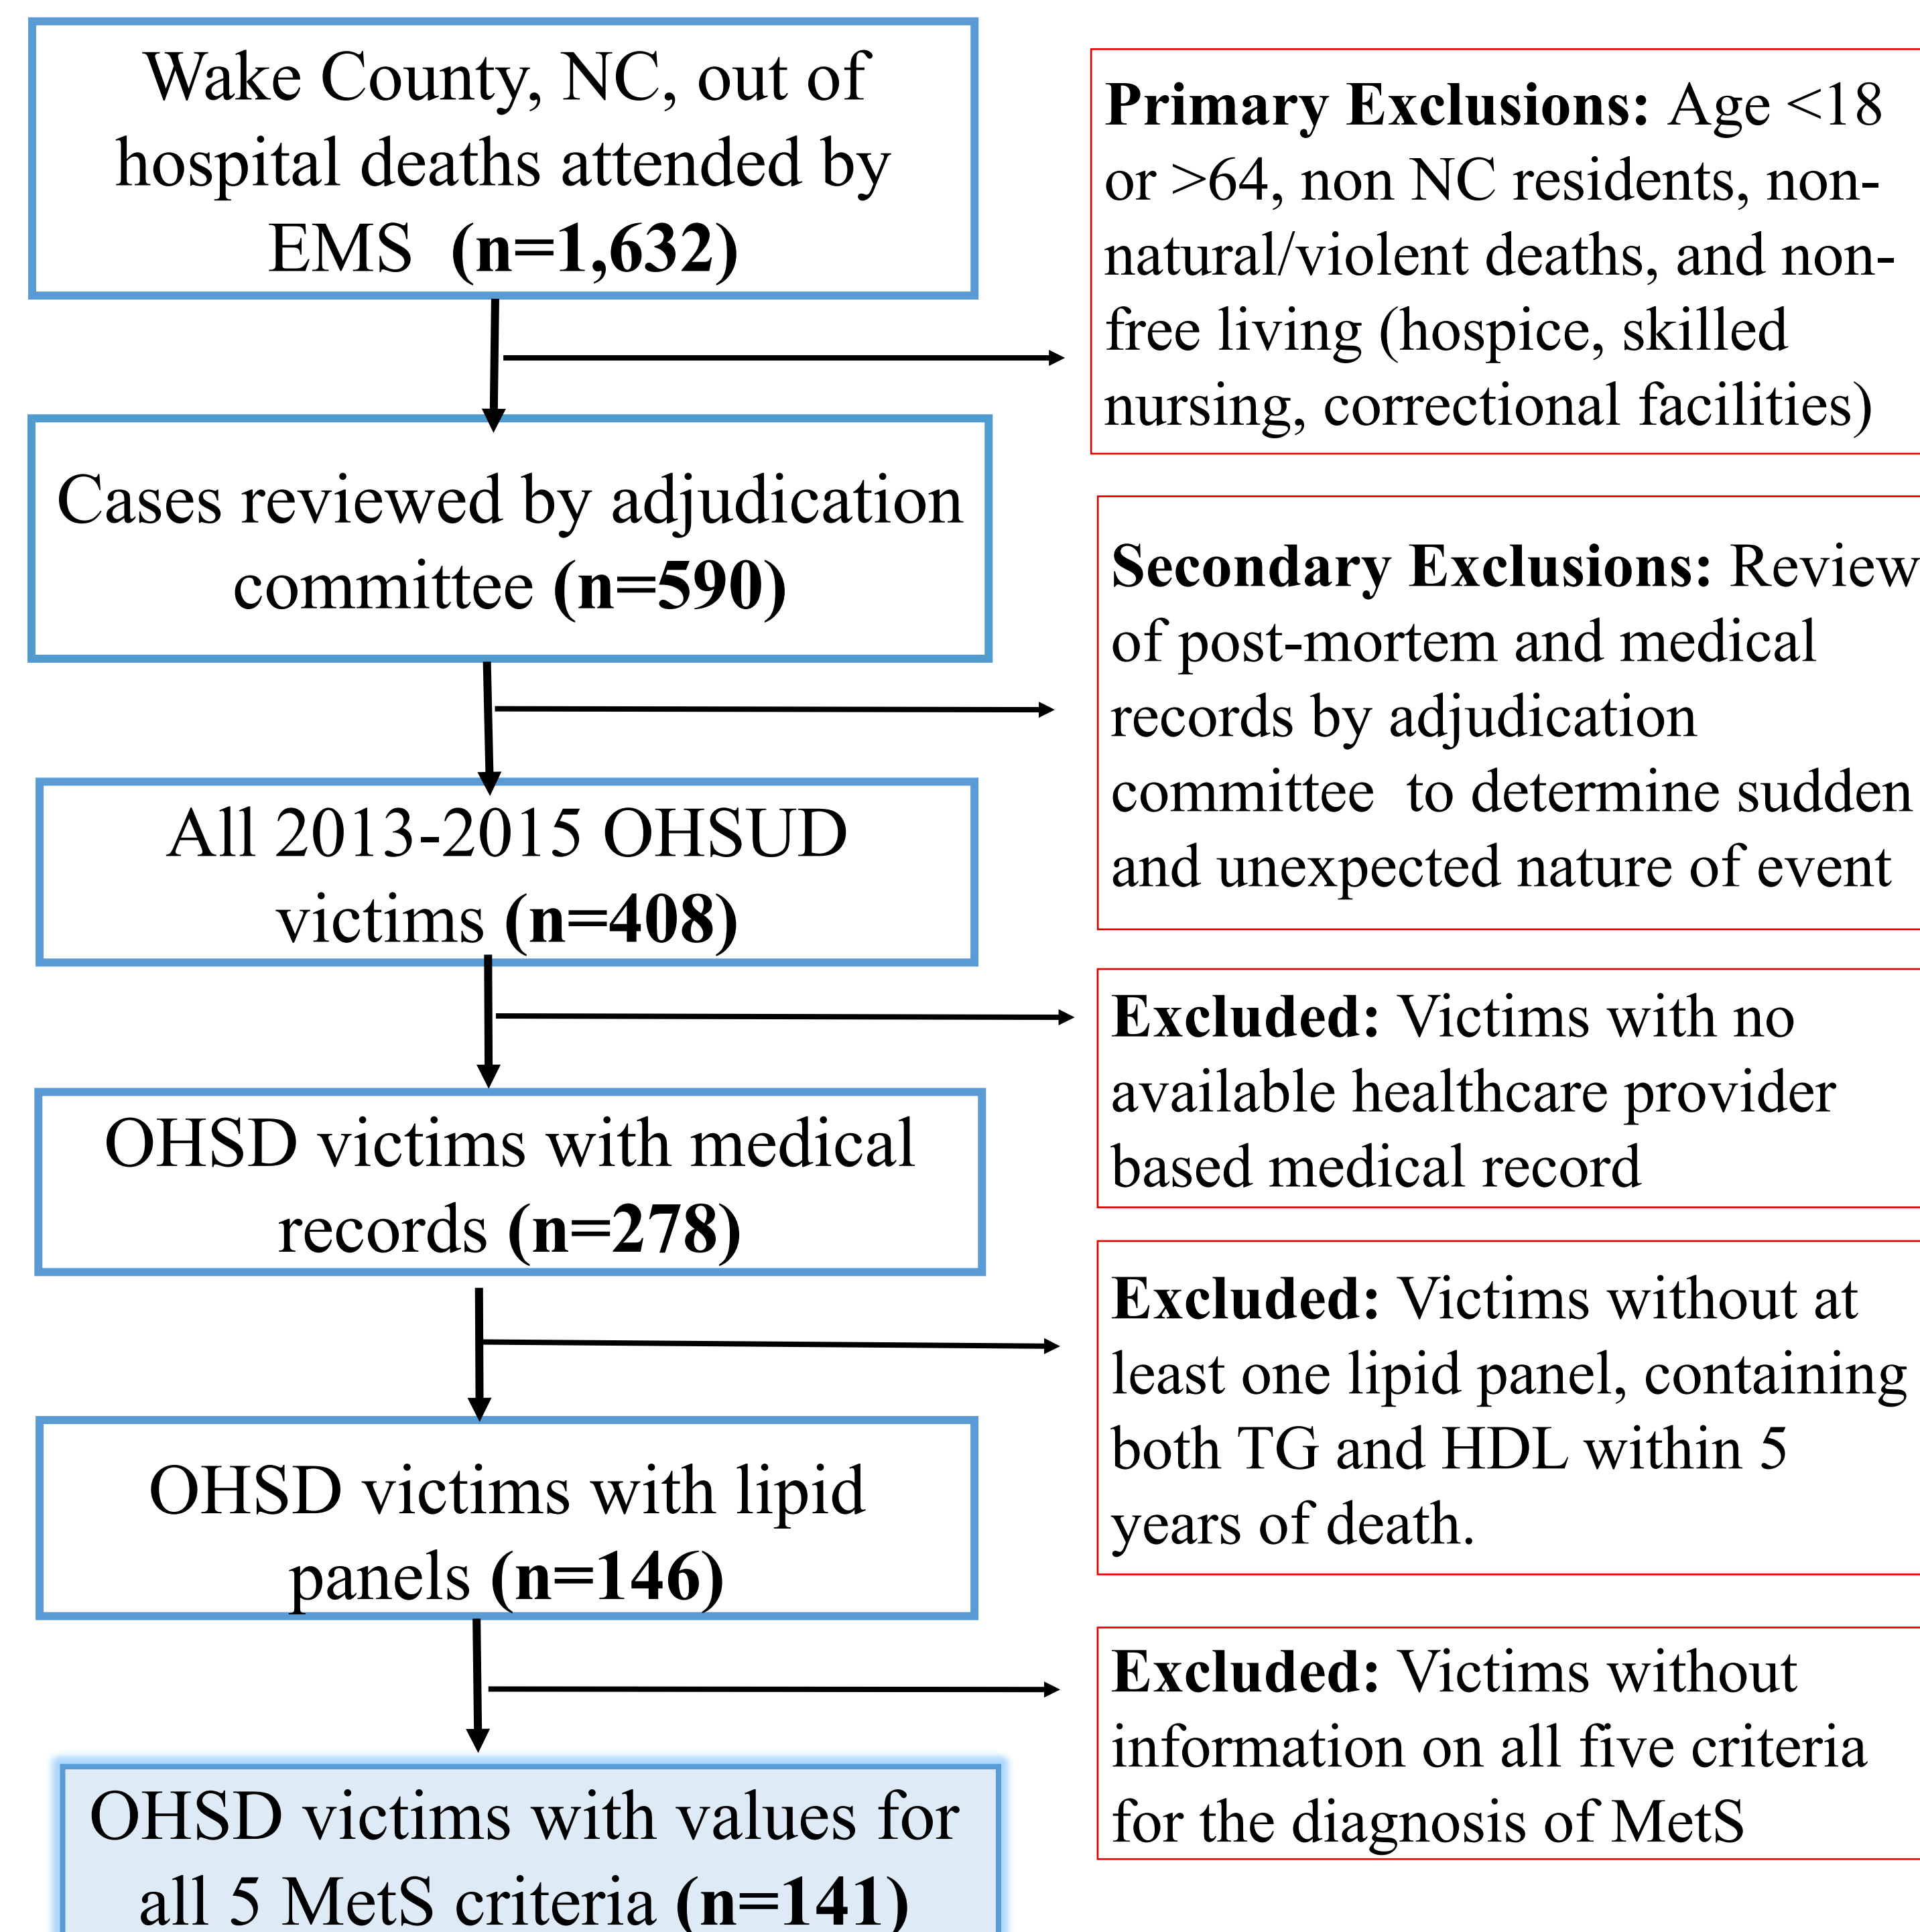 Wake County, NC, out of
hospital deaths attended by
EMS  (n=1,632)
Primary Exclusions: Age <18
or >64, non NC residents, non-
natural/violent deaths, and non-
free living (hospice, skilled
nursing, correctional facilities)
Cases reviewed by adjudication
committee (n=590)
Secondary Exclusions: Review
of post-mortem and medical
records by adjudication
committee  to determine sudden
and unexpected nature of event
All 2013-2015 OHSUD
victims (n=408)
Excluded: Victims with no
available healthcare provider
based medical record
OHSD victims with medical
records (n=278)
Excluded: Victims without at
least one lipid panel, containing
both TG and HDL within 5
years of death.
OHSD victims with lipid
panels (n=146)
Excluded: Victims without
information on all five criteria
for the diagnosis of MetS
OHSD victims with values for
all 5 MetS criteria (n=141)